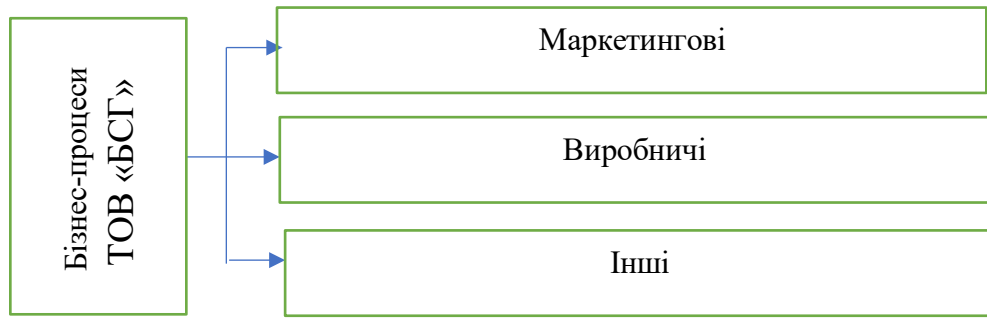 Бізнес-процеси
ТОВ «БСГ»
Маркетингові
Виробничі
Інші